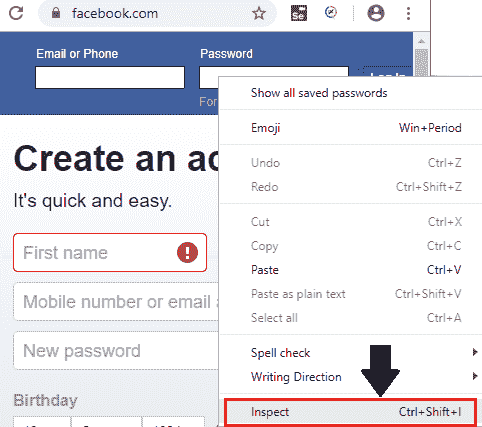 facebook.com
Se
Email or Phone Password
Log In
For
Create an ac
It's quick and easy.
First name
Mobile number or email a
New password
Birthday
Show all saved passwords
Emoji Win+Period
Undo Ctrl+Z
Redo Ctrl+Shift+Z
Cut Ctrl+X
Copy Ctrl+C
Paste Ctrl+V
Paste as plain text Ctrl+Shift+V
Select all Ctrl+A
Spell check
Writing Direction
Inspect Ctrl+Shift+I